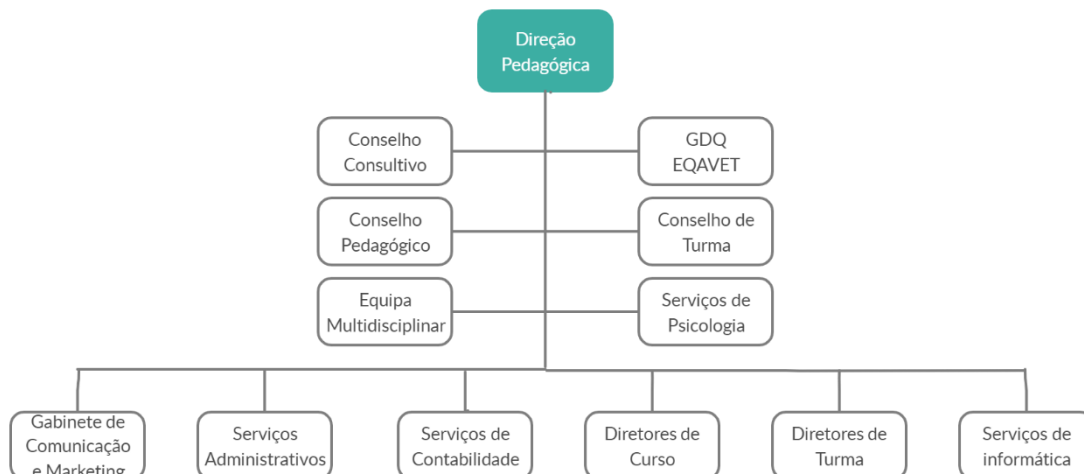 Direção
Pedagógica
Conselho
Consultivo
GDQ
EQAVET
Conselho
Pedagógico
Conselho de
Turma
Equipa
Multidisciplinar
Serviços de
Psicologia
Gabinete de
Comunicação
e Marketing
Serviços
Administrativos
Serviços de
Contabilidade
Diretores de
Curso
Diretores de
Turma
Serviços de
informática